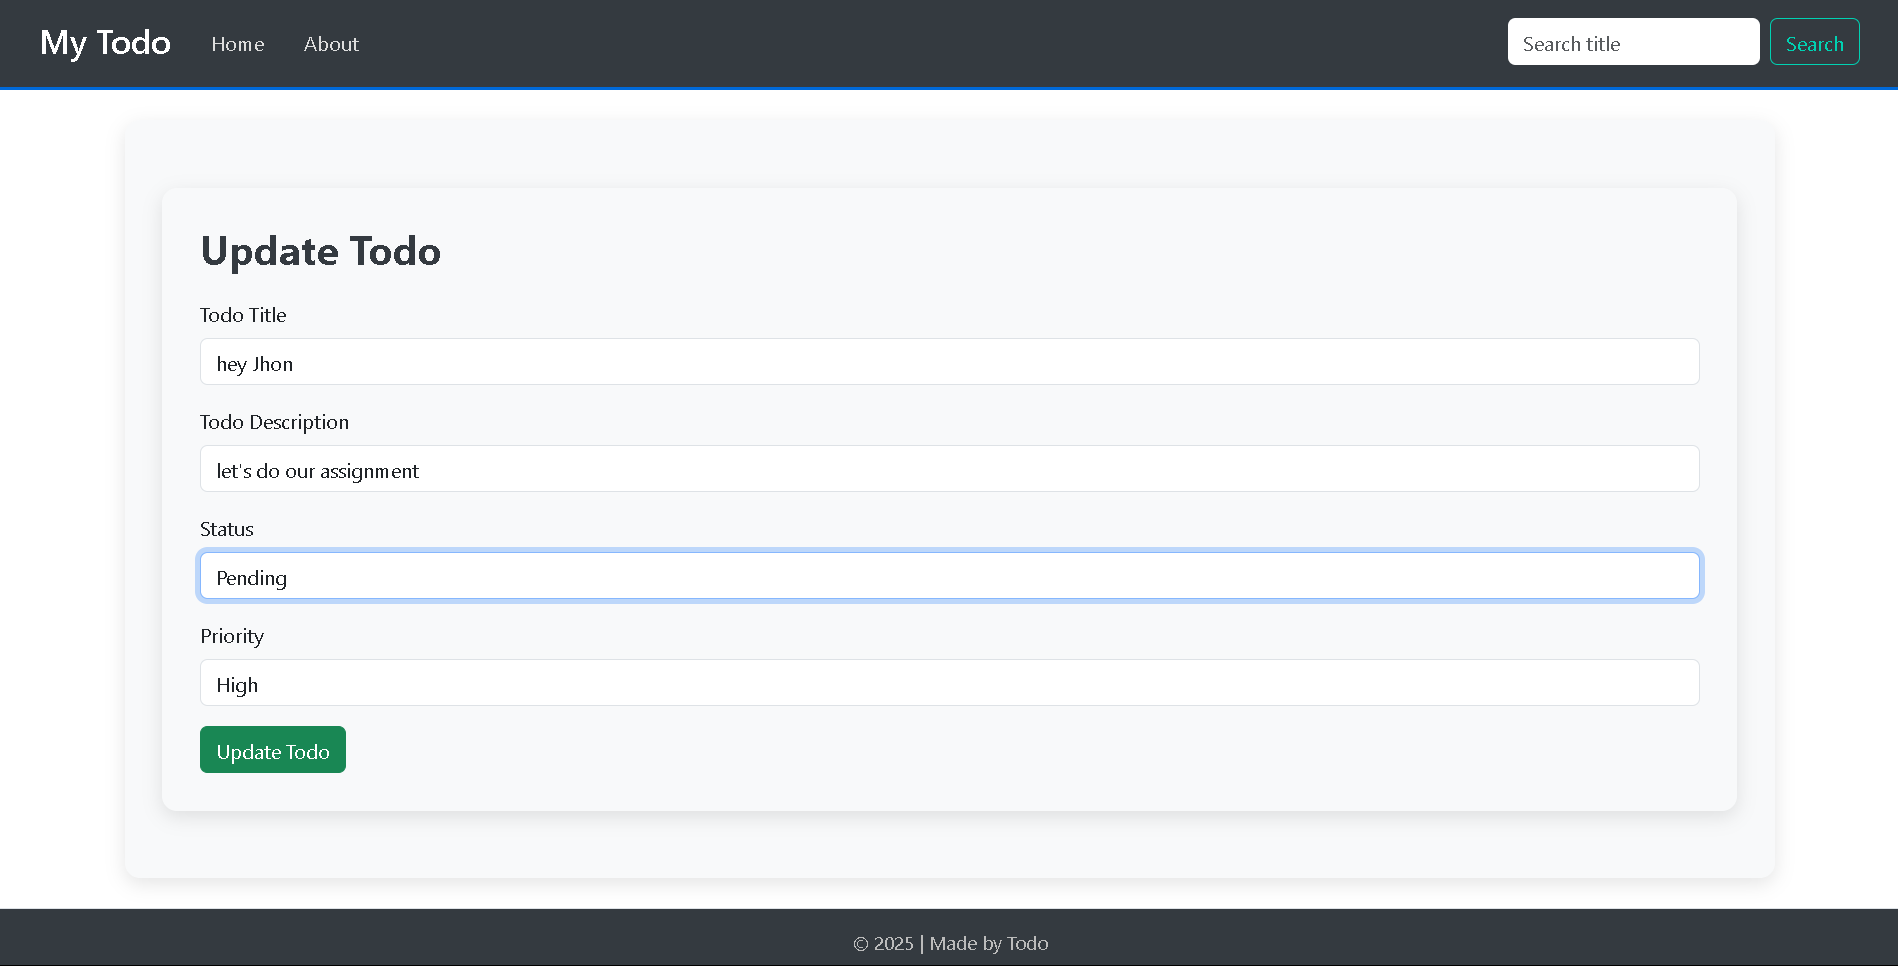 My Todo Home About Search title Search
Update Todo
Todo Title
hey Jhon
Todo Description
let's do our assignment
Status
Pending
Priority
High
Update Todo
© 2025 | Made by Todo